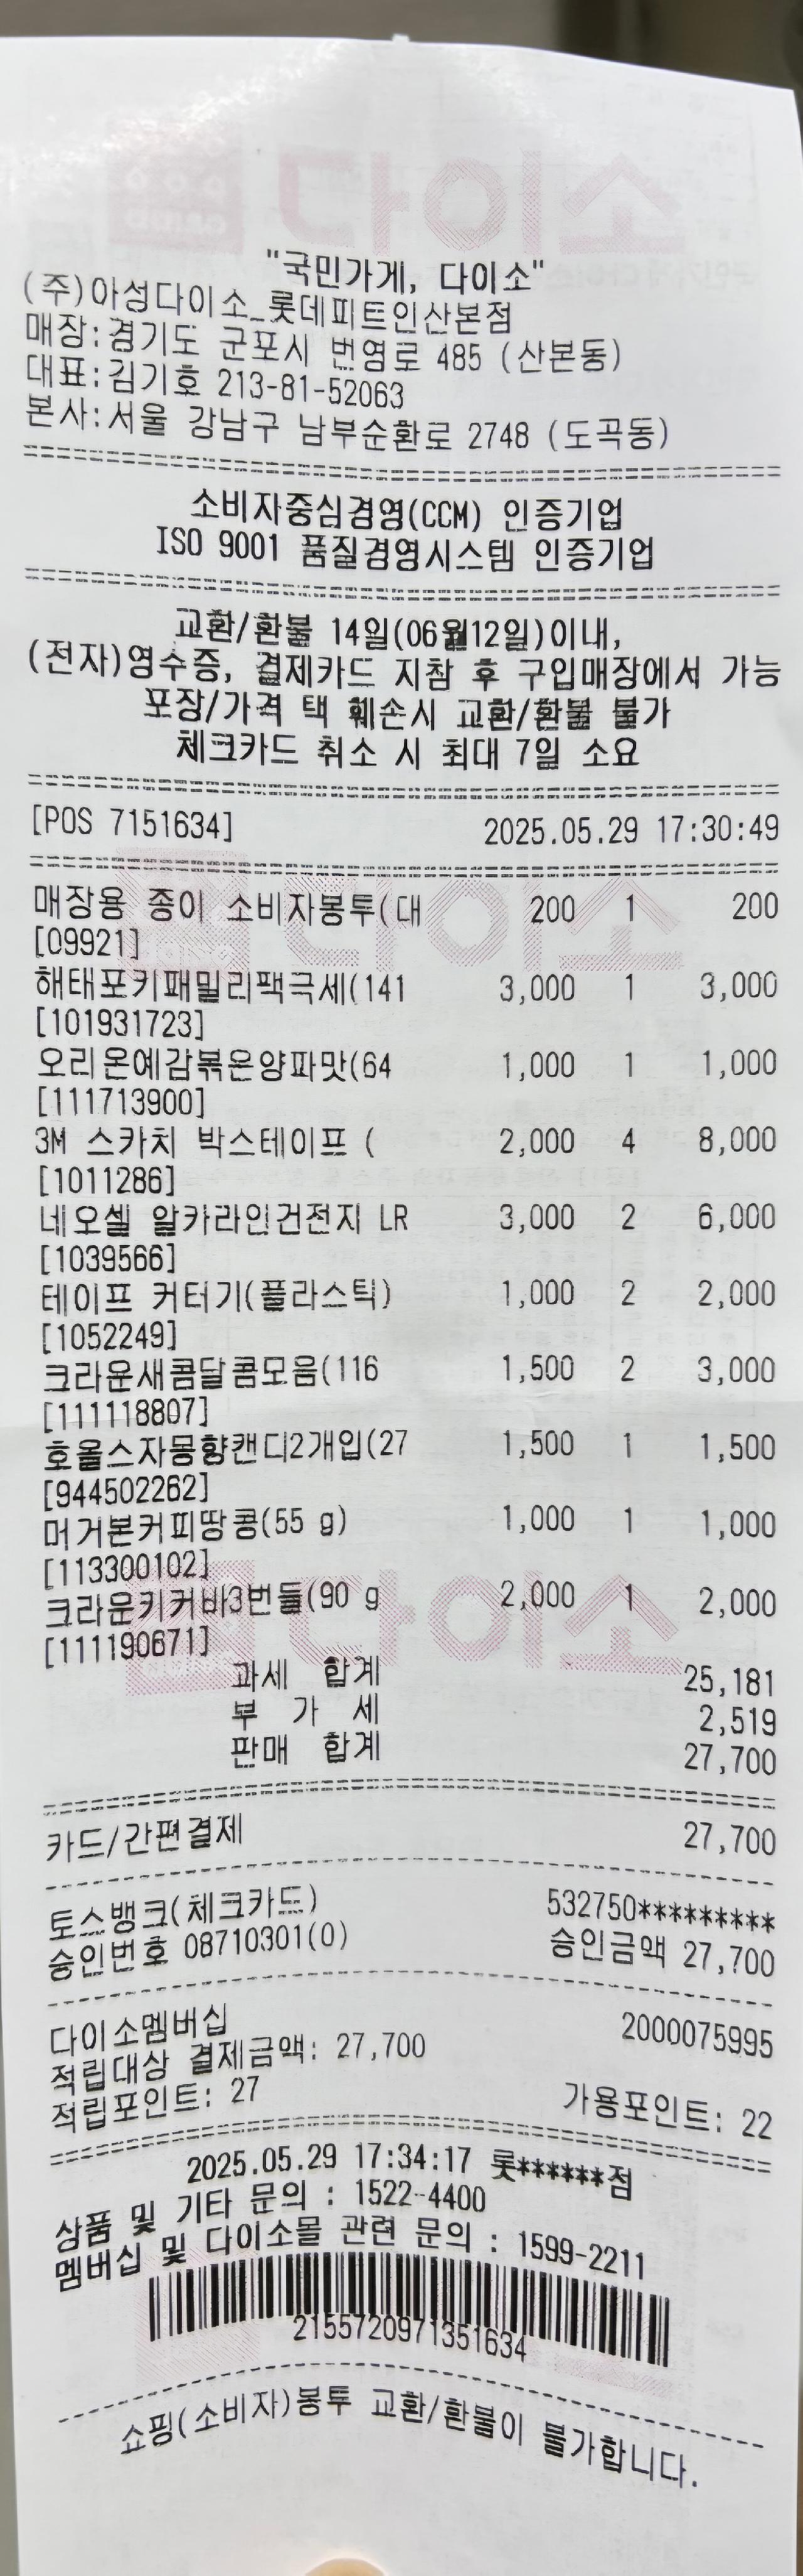 "국민가게, 다이소"
(주)아성다이소_롯데피트인산본점
매장:경기도 군포시 번영로 485 (산본동)
대표:김기호 213-81-52063
본사:서울 강남구 남부순환로 2748 (도곡동)
소비자중심경영(CCM) 인증기업
ISO 9001 품질경영시스템 인증기업
교환/환불 14일(06월12일)이내,
(전자)영수증, 결제카드 지참 후 구입매장에서 가능
포장/가격 택 훼손시 교환/환불 불가
체크카드 취소 시 최대 7일 소요
[POS 7151634] 2025.05.29 17:30:49
매장용 종이 소비자봉투(대 200 1 200
[09921]
해태포키패밀리팩극세(141 3,000 1 3,000
[101931723]
오리온예감볶은양파맛(64 1,000 1 1,000
[111713900]
3M 스카치 박스테이프 ( 2,000 4 8,000
[1011286]
네오셀 알카라인건전지 LR 3,000 2 6,000
[1039566]
테이프 커터기(플라스틱) 1,000 2 2,000
[1052249]
크라운새콤달콤모음(116 1,500 2 3,000
[111118807]
호올스자몽향캔디2개입(27 1,500 1 1,500
[944502262]
머거본커피땅콩(55 g) 1,000 1 1,000
[113300102]
크라운키커바3번들(90 g 2,000 1 2,000
[111190671]
과세 합계 25,181
부 가 세 2,519
판매 합계 27,700
카드/간편결제 27,700
토스뱅크(체크카드) 532750*********
승인번호 08710301(0) 승인금액 27,700
다이소멤버십 2000075995
적립대상 결제금액: 27,700
적립포인트: 27 가용포인트: 22
2025.05.29 17:34:17 롯******점
상품 및 기타 문의 : 1522-4400
멤버십 및 다이소몰 관련 문의 : 1599-2211
2155720971351634
쇼핑(소비자)봉투 교환/환불이 불가합니다.